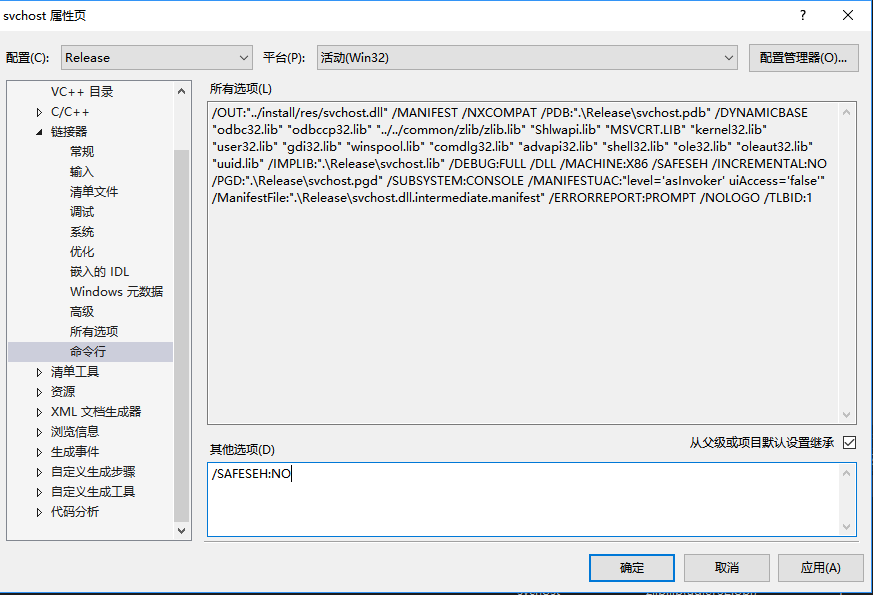 svchost 属性页
配置(C):
Release
平台(P):
活动(Win32)
配置管理器(O)...
VC++ 目录
C/C++
链接器
常规
输入
清单文件
调试
系统
优化
嵌入的 IDL
Windows 元数据
高级
所有选项
命令行
清单工具
资源
XML 文档生成器
浏览信息
生成事件
自定义生成步骤
自定义生成工具
代码分析
所有选项(L)
/OUT:"../install/res/svchost.dll" /MANIFEST /NXCOMPAT /PDB:".\Release\svchost.pdb" /DYNAMICBASE
"odbc32.lib" "odbccp32.lib" "../../common/zlib/zlib.lib" "Shlwapi.lib" "MSVCRT.LIB" "kernel32.lib"
"user32.lib" "gdi32.lib" "winspool.lib" "comdlg32.lib" "advapi32.lib" "shell32.lib" "ole32.lib" "oleaut32.lib"
"uuid.lib" /IMPLIB:".\Release\svchost.lib" /DEBUG:FULL /DLL /MACHINE:X86 /SAFESEH /INCREMENTAL:NO
/PGD:".\Release\svchost.pgd" /SUBSYSTEM:CONSOLE /MANIFESTUAC:"level='asInvoker' uiAccess='false'"
/ManifestFile:".\Release\svchost.dll.intermediate.manifest" /ERRORREPORT:PROMPT /NOLOGO /TLBID:1
其他选项(D)
从父级或项目默认设置继承
/SAFESEH:NO
确定
取消
应用(A)